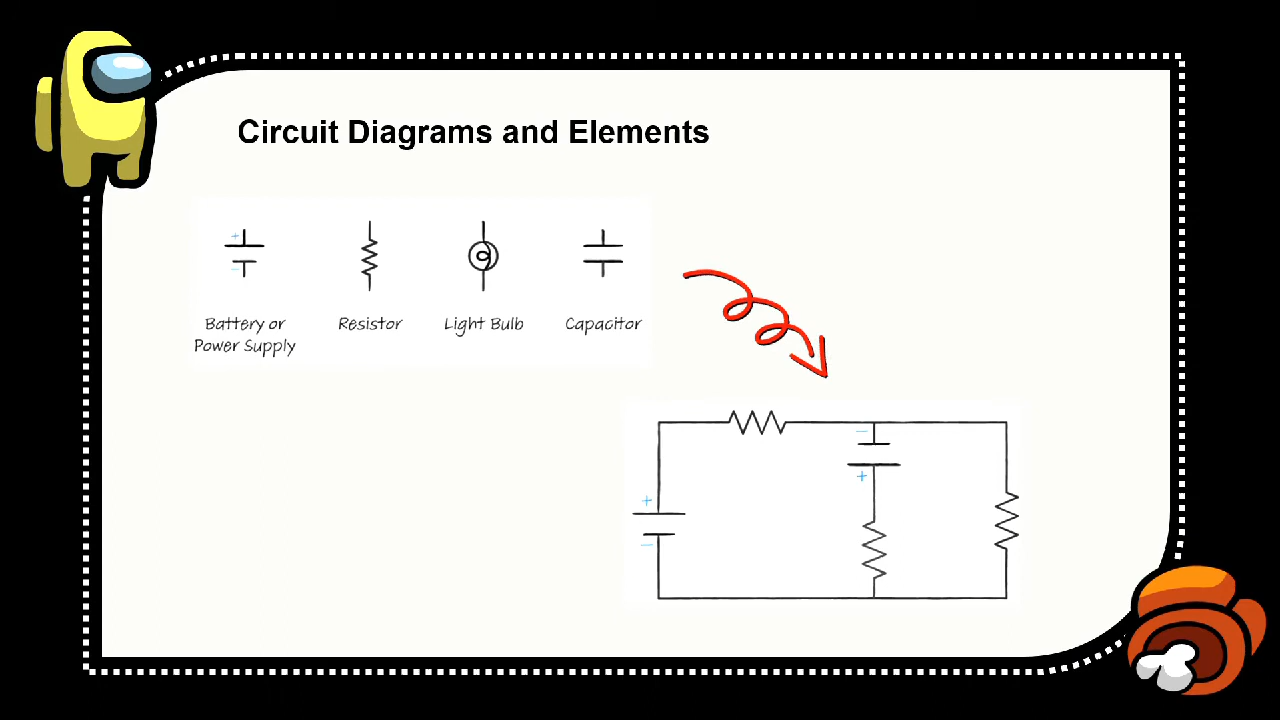 Circuit Diagrams and Elements
+
−
Battery or
Power Supply
Resistor
Light Bulb
Capacitor
−
+
+
−